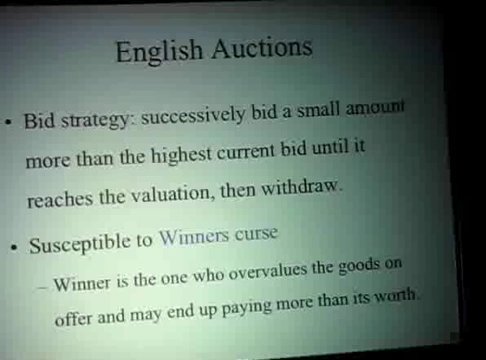 English Auctions
• Bid strategy: successively bid a small amount
more than the highest current bid until it
reaches the valuation, then withdraw.
• Susceptible to Winners curse
– Winner is the one who overvalues the goods on
offer and may end up paying more than its worth.